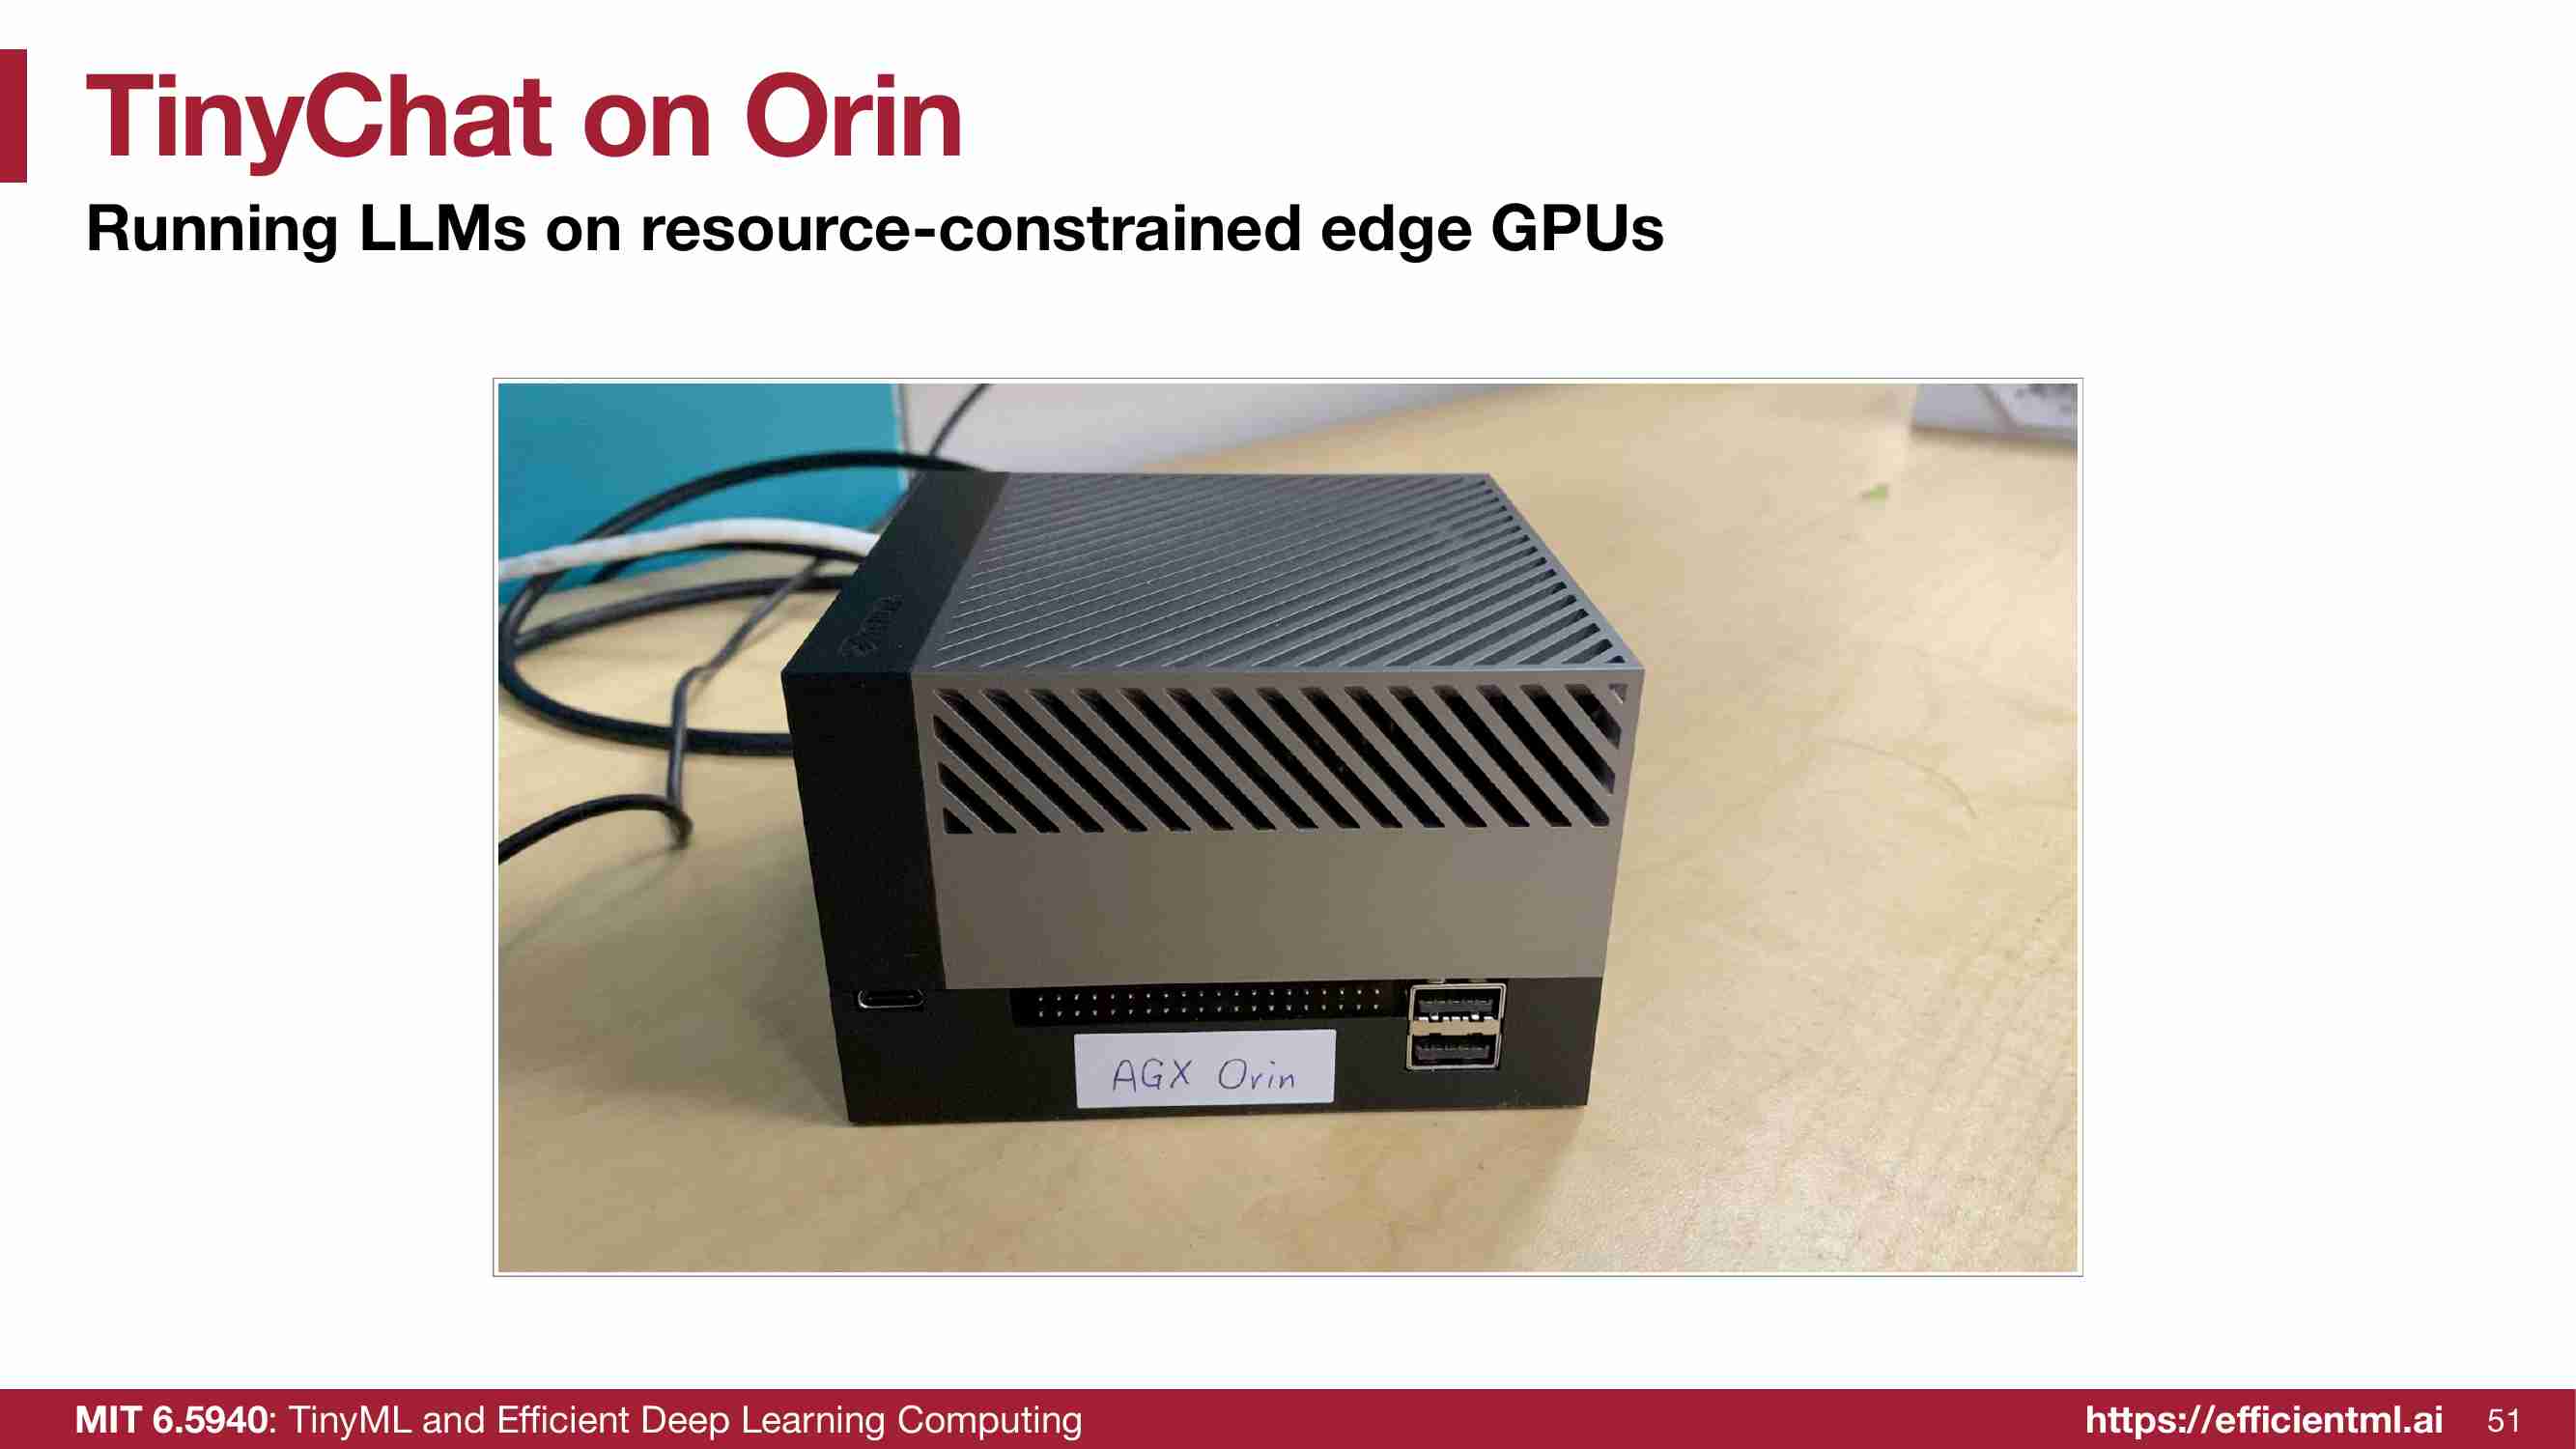 TinyChat on Orin
Running LLMs on resource-constrained edge GPUs
AGX Orin
MIT 6.5940: TinyML and Efficient Deep Learning Computing
https://efficientml.ai 51